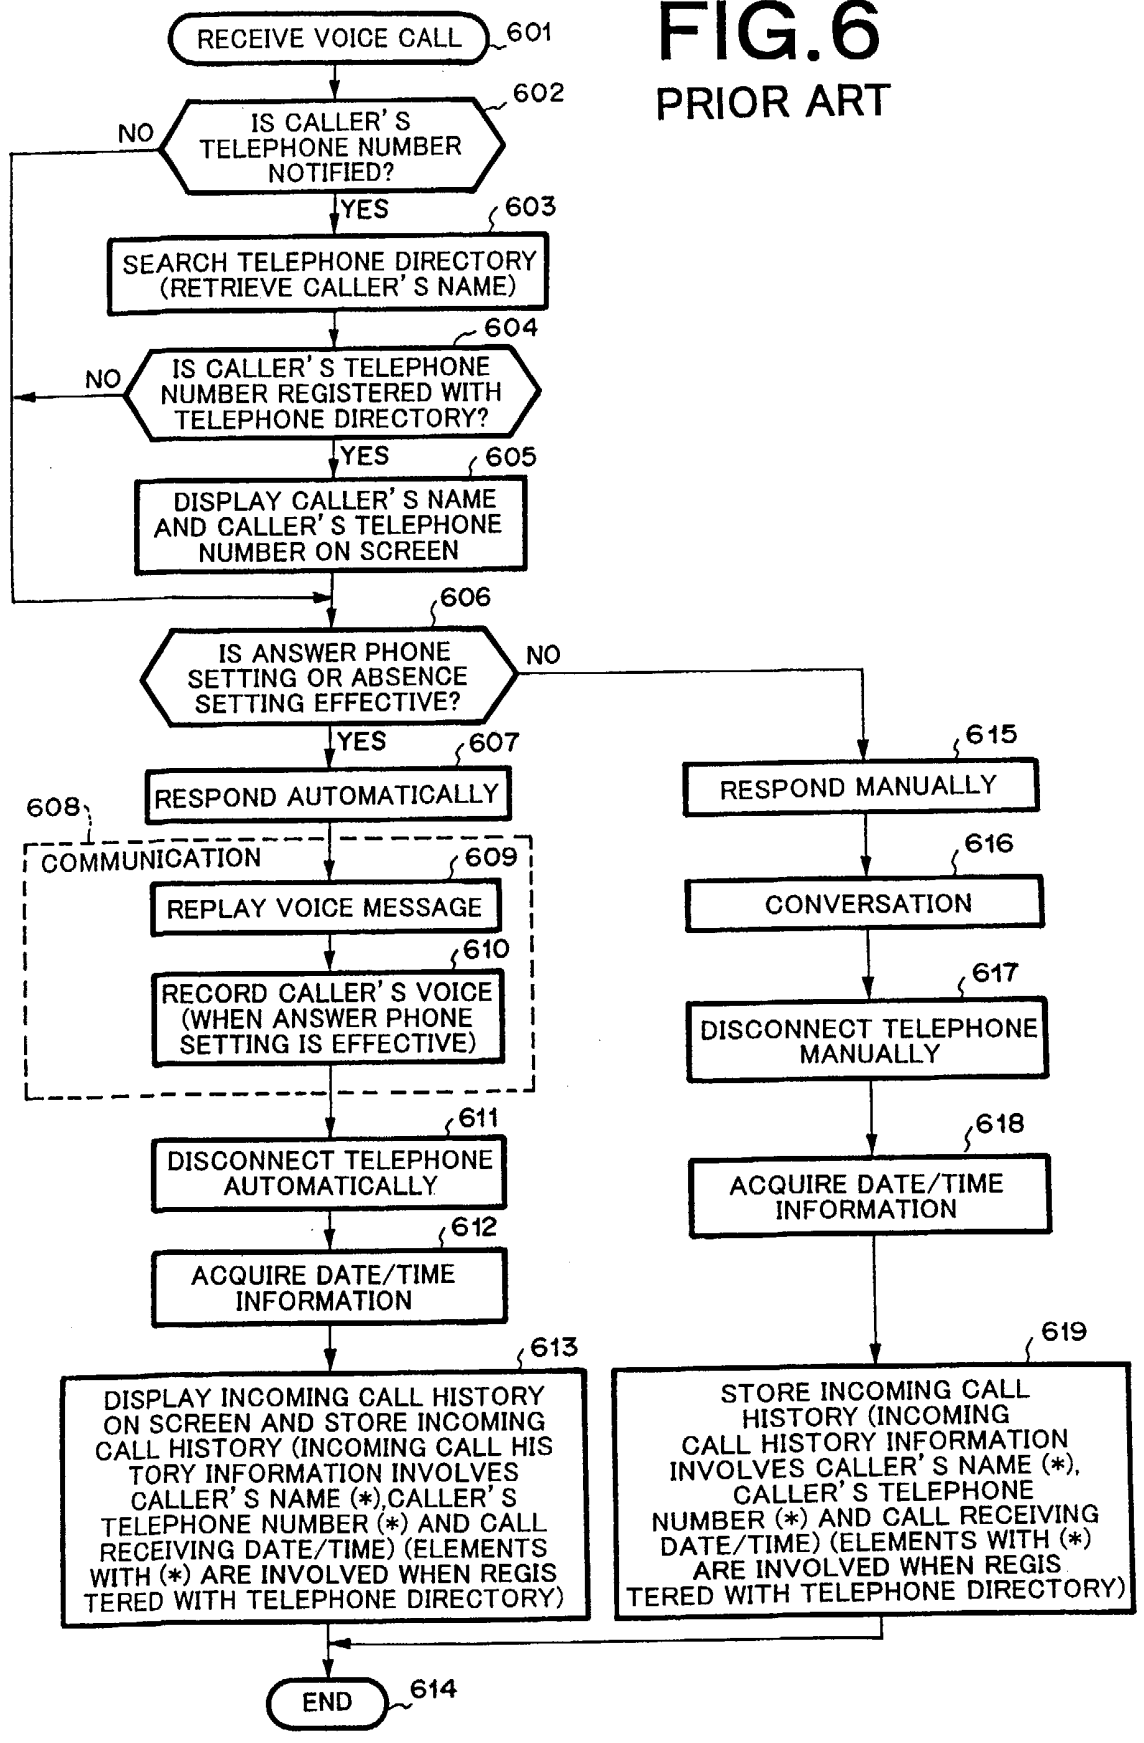 FIG.6
PRIOR ART
RECEIVE VOICE CALL
601
602
IS CALLER'S
TELEPHONE NUMBER
NOTIFIED?
NO
YES
603
SEARCH TELEPHONE DIRECTORY
(RETRIEVE CALLER'S NAME)
604
IS CALLER'S TELEPHONE
NUMBER REGISTERED WITH
TELEPHONE DIRECTORY?
NO
YES
605
DISPLAY CALLER'S NAME
AND CALLER'S TELEPHONE
NUMBER ON SCREEN
606
IS ANSWER PHONE
SETTING OR ABSENCE
SETTING EFFECTIVE?
NO
YES
607
RESPOND AUTOMATICALLY
608
COMMUNICATION
609
REPLAY VOICE MESSAGE
610
RECORD CALLER'S VOICE
(WHEN ANSWER PHONE
SETTING IS EFFECTIVE)
611
DISCONNECT TELEPHONE
AUTOMATICALLY
612
ACQUIRE DATE/TIME
INFORMATION
613
DISPLAY INCOMING CALL HISTORY
ON SCREEN AND STORE INCOMING
CALL HISTORY (INCOMING CALL HIS
TORY INFORMATION INVOLVES
CALLER'S NAME (*),CALLER'S
TELEPHONE NUMBER (*) AND CALL
RECEIVING DATE/TIME) (ELEMENTS
WITH (*) ARE INVOLVED WHEN REGIS
TERED WITH TELEPHONE DIRECTORY)
615
RESPOND MANUALLY
616
CONVERSATION
617
DISCONNECT TELEPHONE
MANUALLY
618
ACQUIRE DATE/TIME
INFORMATION
619
STORE INCOMING CALL
HISTORY (INCOMING
CALL HISTORY INFORMATION
INVOLVES CALLER'S NAME (*),
CALLER'S TELEPHONE
NUMBER (*) AND CALL RECEIVING
DATE/TIME) (ELEMENTS WITH (*)
ARE INVOLVED WHEN REGIS
TERED WITH TELEPHONE DIRECTORY)
END
614